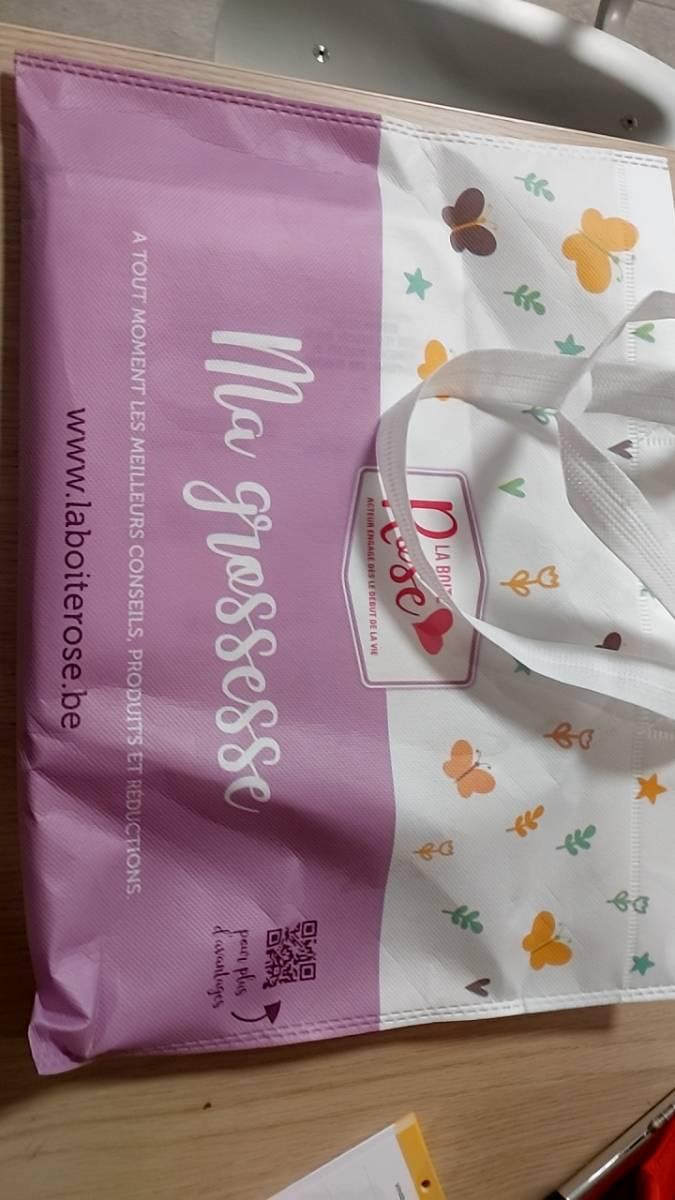 LA BOITE
Rose
ACTEUR ENGAGÉ DÈS LE DÉBUT DE LA VIE
Ma grossesse
A TOUT MOMENT LES MEILLEURS CONSEILS, PRODUITS ET RÉDUCTIONS.
www.laboiterose.be
pour plus
d'avantages